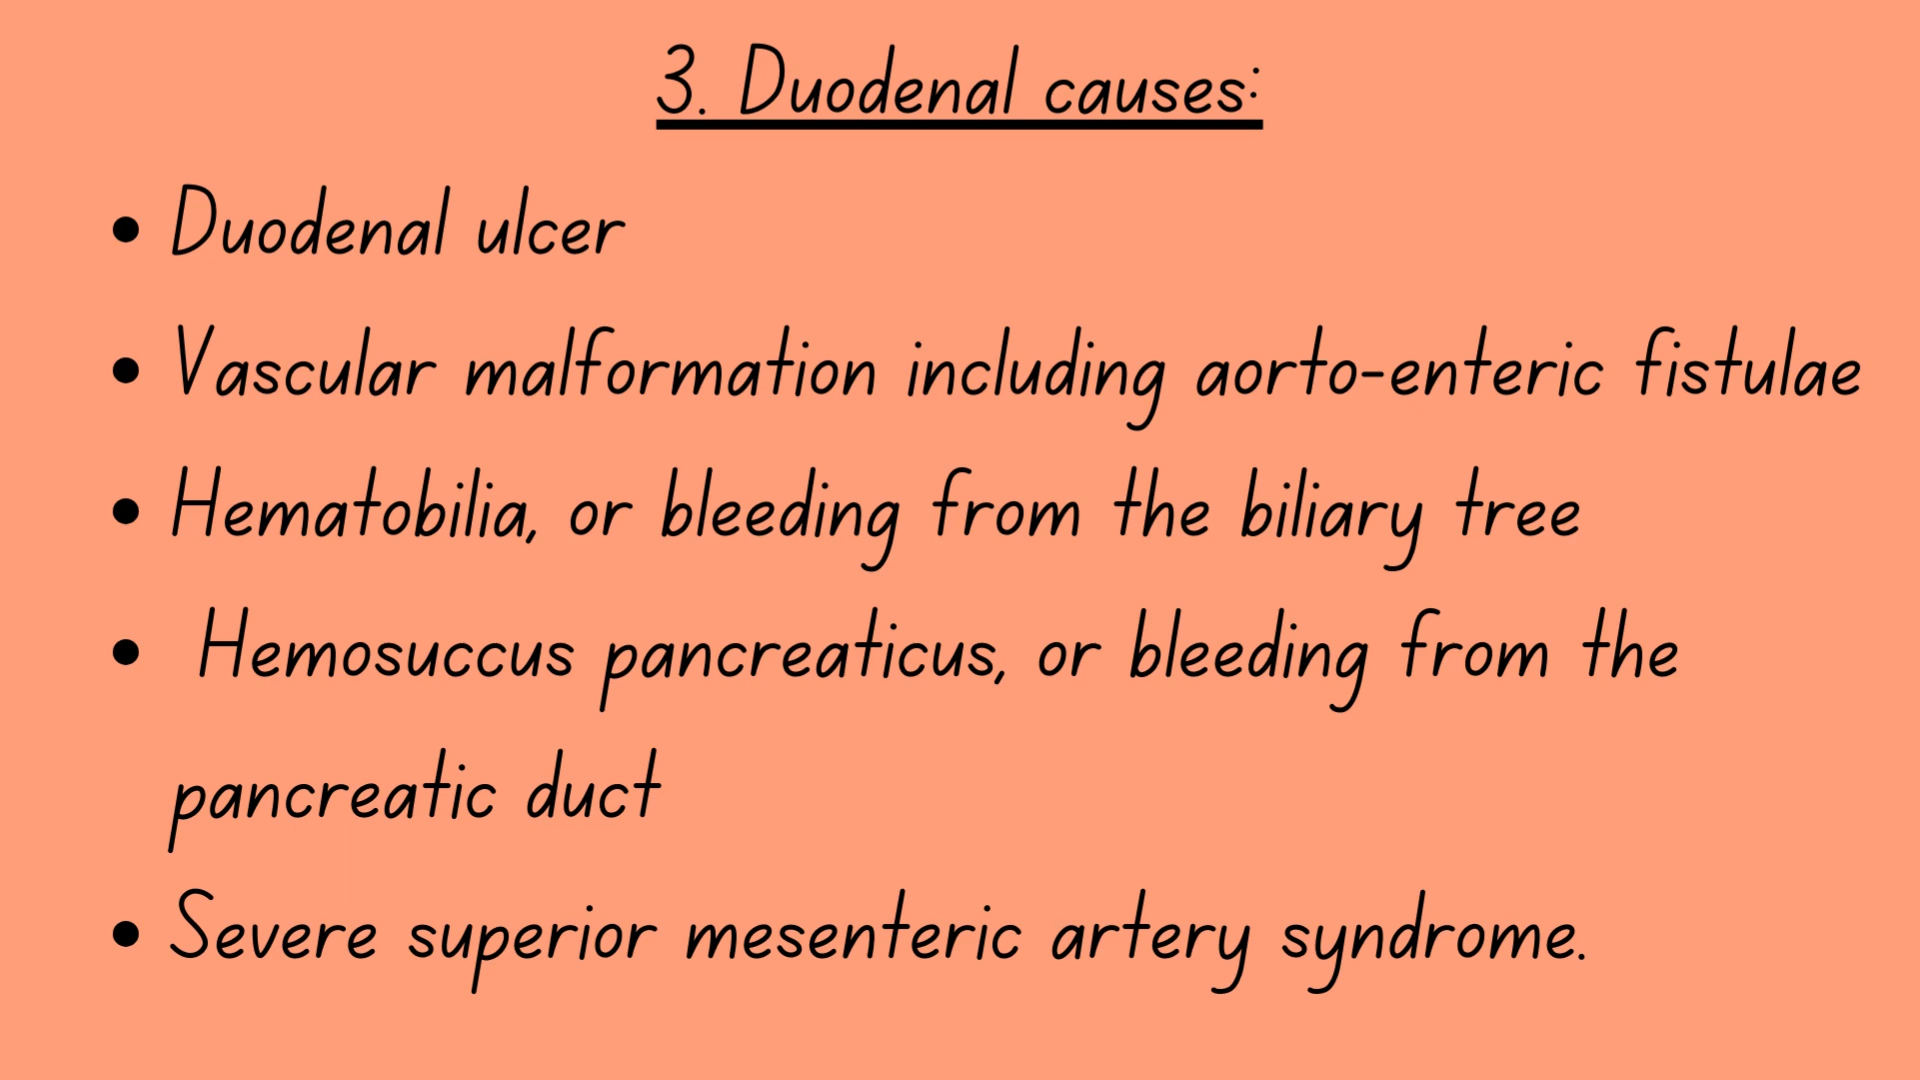 3. Duodenal causes:
• Duodenal ulcer
• Vascular malformation including aorto-enteric fistulae
• Hematobilia, or bleeding from the biliary tree
• Hemosuccus pancreaticus, or bleeding from the
pancreatic duct
• Severe superior mesenteric artery syndrome.